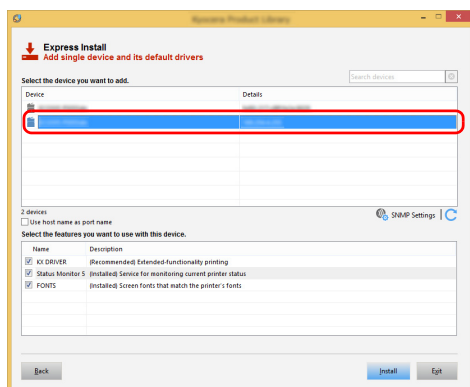 Kyocera Product Library
Express Install
Add single device and its default drivers
Select the device you want to add.
Search devices
Device Details
2 devices
SNMP Settings
Use host name as port name
Select the features you want to use with this device.
Name Description
KX DRIVER (Recommended) Extended-functionality printing
Status Monitor 5 (Installed) Service for monitoring current printer status
FONTS (Installed) Screen fonts that match the printer's fonts
Back Install Exit